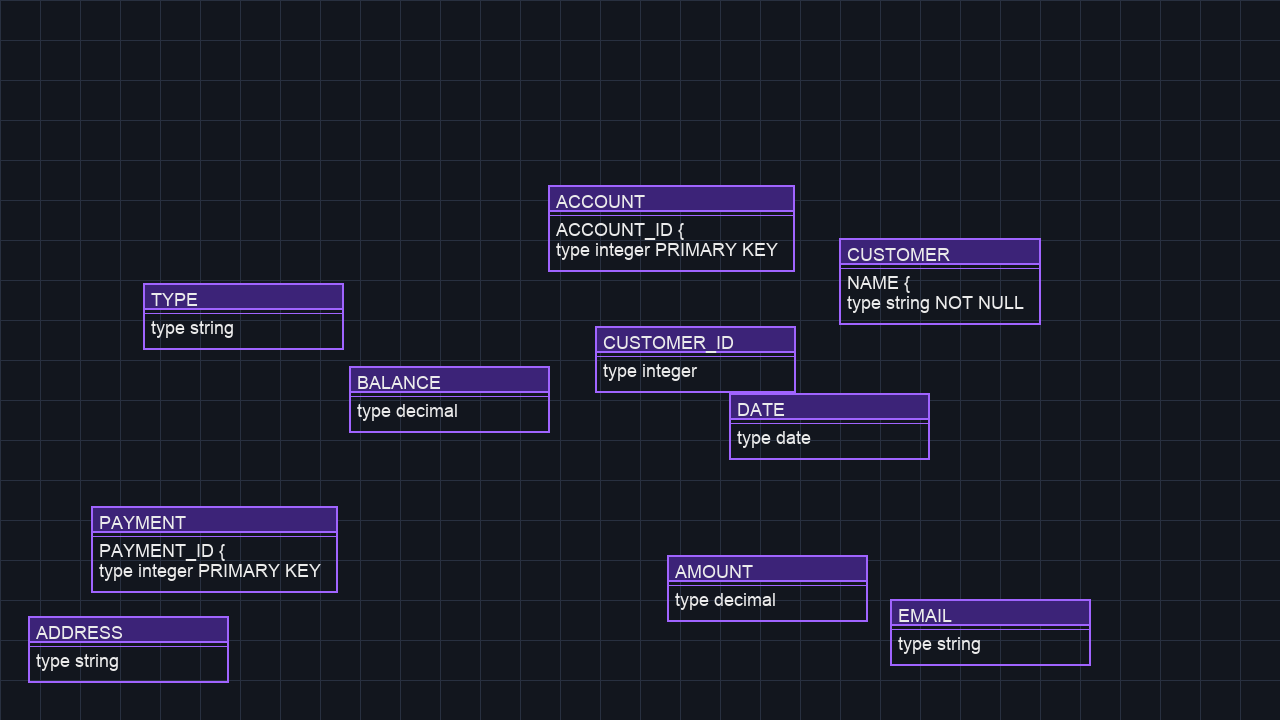 ACCOUNT
ACCOUNT_ID {
type integer PRIMARY KEY
CUSTOMER
NAME {
type string NOT NULL
TYPE
type string
CUSTOMER_ID
type integer
BALANCE
type decimal
DATE
type date
PAYMENT
PAYMENT_ID {
type integer PRIMARY KEY
AMOUNT
type decimal
EMAIL
type string
ADDRESS
type string